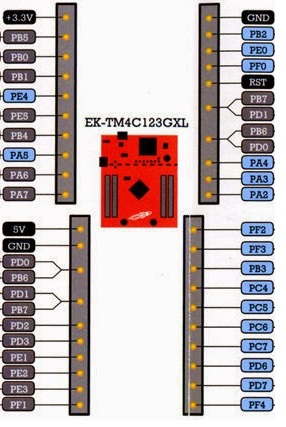 +3.3V
PB5
PB0
PB1
PE4
PE5
PB4
PA5
PA6
PA7
EK-TM4C123GXL
GND
PB2
PE0
PF0
RST
PB7
PD1
PB6
PD0
PA4
PA3
PA2
5V
GND
PD0
PB6
PD1
PB7
PD2
PD3
PE1
PE2
PE3
PF1
PF2
PF3
PB3
PC4
PC5
PC6
PC7
PD6
PD7
PF4